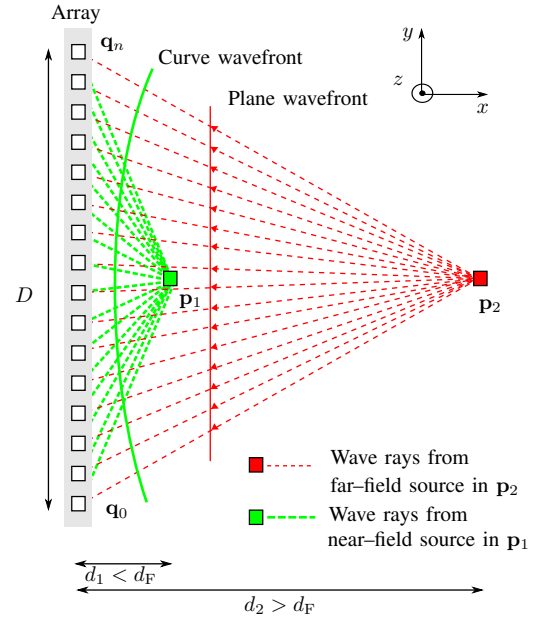 Array
q_n
y
Curve wavefront
z
Plane wavefront
x
D
p_1
p_2
Wave rays from
far–field source in p_2
Wave rays from
q_0
near–field source in p_1
d_1 < d_F
d_2 > d_F